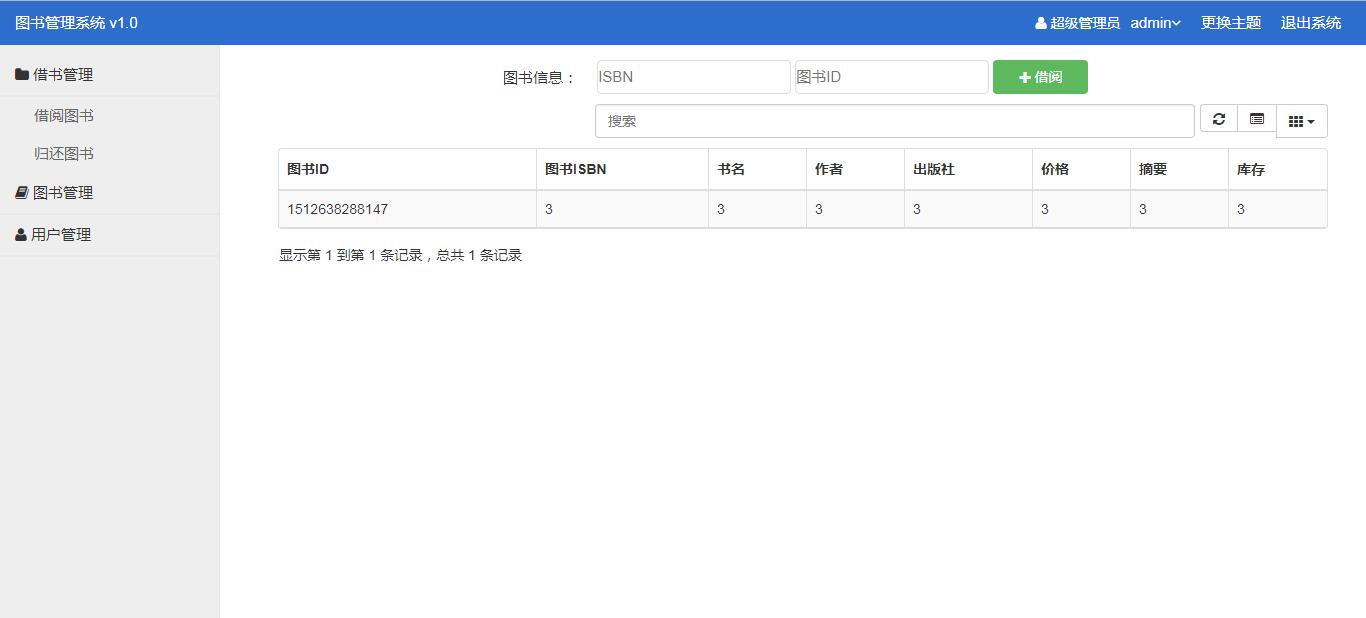 图书管理系统 v1.0
超级管理员 admin 更换主题 退出系统
借书管理
借阅图书
归还图书
图书管理
用户管理
图书信息： ISBN 图书ID 借阅
搜索
图书ID 图书ISBN 书名 作者 出版社 价格 摘要 库存
1512638288147 3 3 3 3 3 3 3
显示第 1 到第 1 条记录，总共 1 条记录